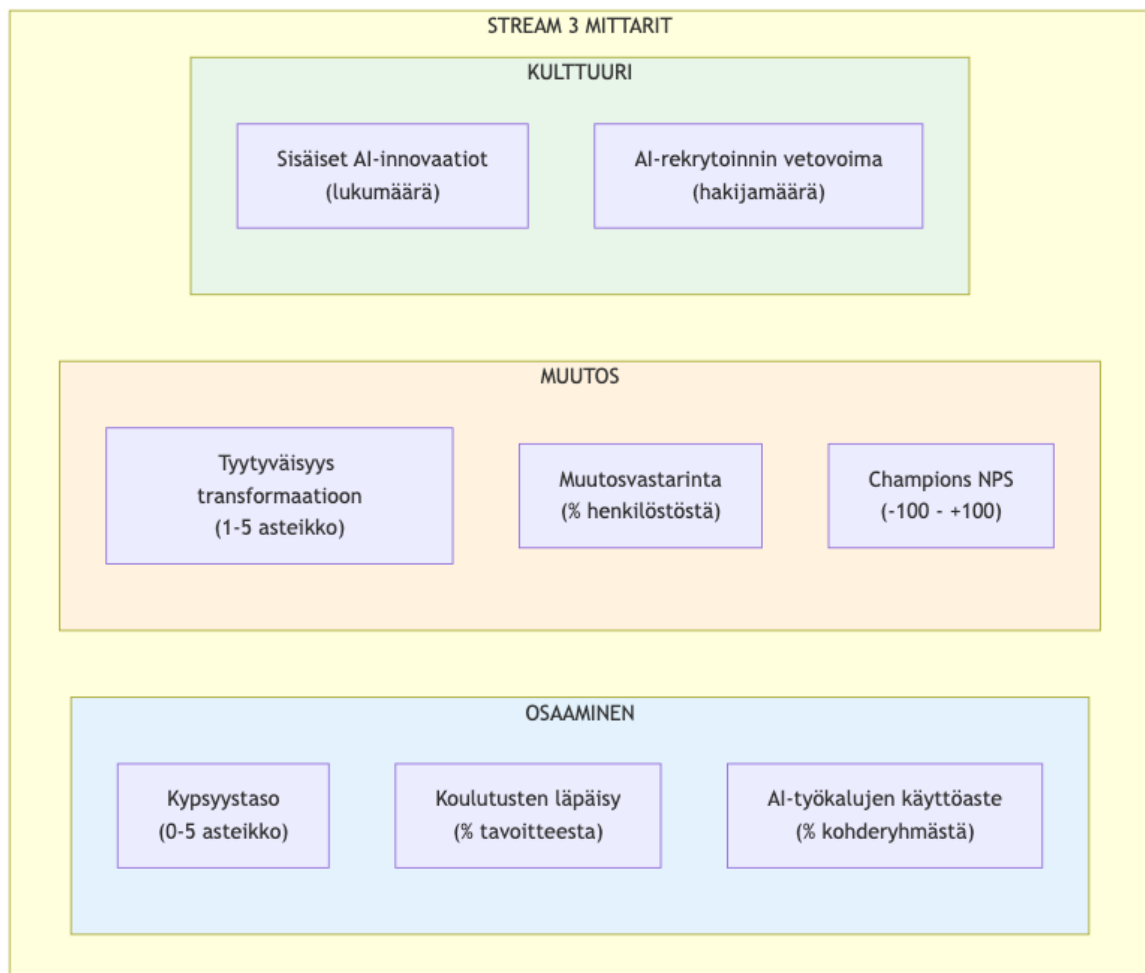 STREAM 3 MITTARIT
KULTTUURI
Sisäiset AI-innovaatiot
(lukumäärä)
AI-rekrytoinnin vetovoima
(hakijamäärä)
MUUTOS
Tyytyväisyys
transformaatioon
(1-5 asteikko)
Muutosvastarinta
(% henkilöstöstä)
Champions NPS
(-100 - +100)
OSAAMINEN
Kypsyystaso
(0-5 asteikko)
Koulutusten läpäisy
(% tavoitteesta)
AI-työkalujen käyttöaste
(% kohderyhmästä)